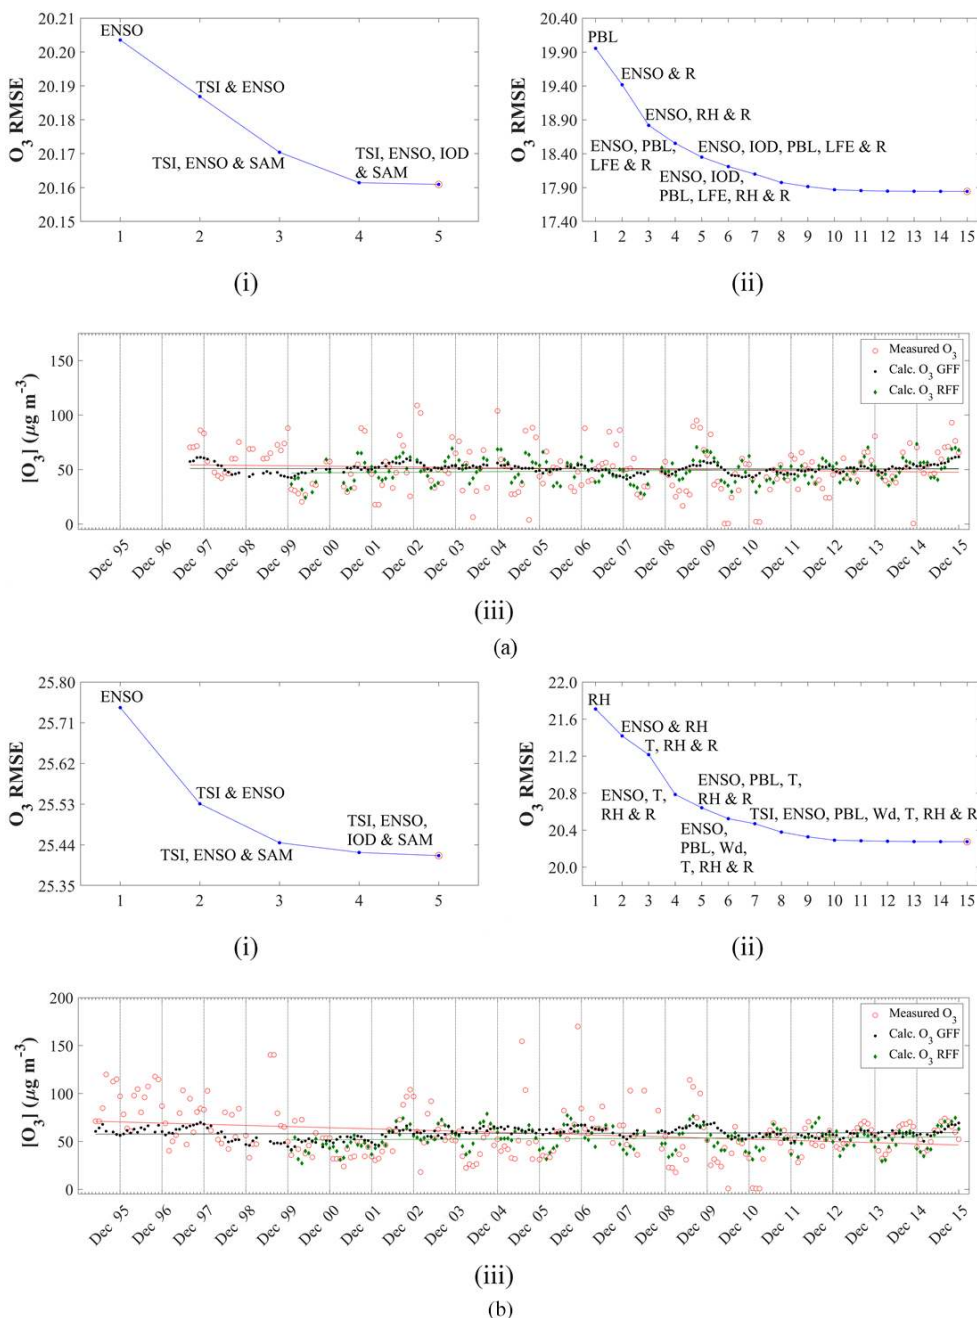 20.21
20.20
20.19
20.18
20.17
20.16
20.15
O3 RMSE
ENSO
TSI & ENSO
TSI, ENSO & SAM
TSI, ENSO, IOD
& SAM
1 2 3 4 5
(i)
20.40
19.90
19.40
18.90
18.40
17.90
17.40
O3 RMSE
PBL
ENSO & R
ENSO, RH & R
ENSO, PBL,
LFE & R
ENSO, IOD, PBL, LFE & R
ENSO, IOD,
PBL, LFE, RH & R
1 2 3 4 5 6 7 8 9 10 11 12 13 14 15
(ii)
150
100
50
0
[O3] (μg m-3)
Measured O3
Calc. O3 GFF
Calc. O3 RFF
Dec 95 Dec 96 Dec 97 Dec 98 Dec 99 Dec 00 Dec 01 Dec 02 Dec 03 Dec 04 Dec 05 Dec 06 Dec 07 Dec 08 Dec 09 Dec 10 Dec 11 Dec 12 Dec 13 Dec 14 Dec 15
(iii)
(a)
25.80
25.71
25.62
25.53
25.44
25.35
O3 RMSE
ENSO
TSI & ENSO
TSI, ENSO & SAM
TSI, ENSO,
IOD & SAM
1 2 3 4 5
(i)
22.0
21.6
21.2
20.8
20.4
20.0
O3 RMSE
RH
ENSO & RH
T, RH & R
ENSO, T,
RH & R
ENSO, PBL, T,
RH & R
ENSO,
PBL, Wd,
T, RH & R
TSI, ENSO, PBL, Wd, T, RH & R
1 2 3 4 5 6 7 8 9 10 11 12 13 14 15
(ii)
200
150
100
50
0
[O3] (μg m-3)
Measured O3
Calc. O3 GFF
Calc. O3 RFF
Dec 95 Dec 96 Dec 97 Dec 98 Dec 99 Dec 00 Dec 01 Dec 02 Dec 03 Dec 04 Dec 05 Dec 06 Dec 07 Dec 08 Dec 09 Dec 10 Dec 11 Dec 12 Dec 13 Dec 14 Dec 15
(iii)
(b)